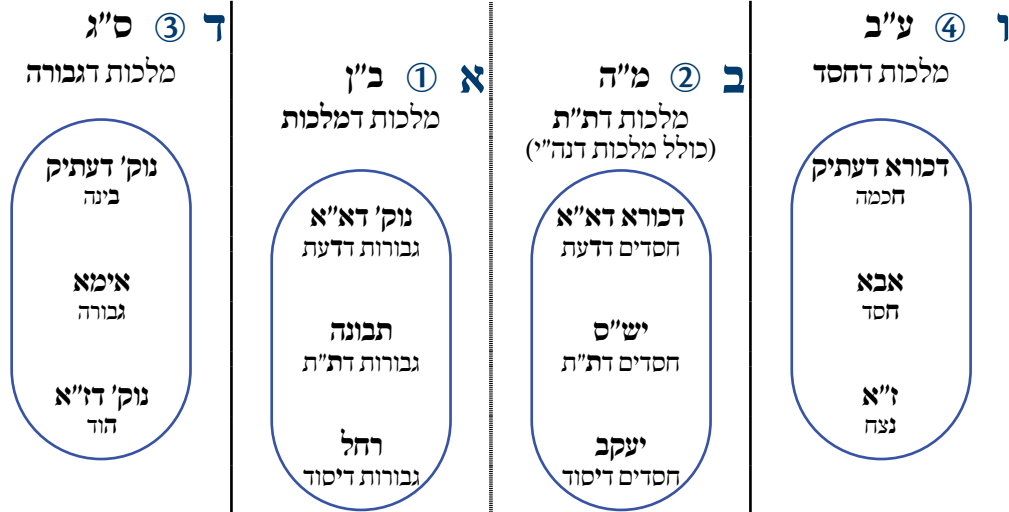 ו ④ ע"ב
מלכות דחסד
דכורא דעתיק
חכמה
אבא
חסד
ז"א
נצח
ב ② מ"ה
מלכות דת"ת
(כולל מלכות דנה"י)
דכורא דא"א
חסדים דדעת
יש"ס
חסדים דת"ת
יעקב
חסדים דיסוד
א ① ב"ן
מלכות דמלכות
נוק' דא"א
גבורות דדעת
תבונה
גבורות דת"ת
רחל
גבורות דיסוד
ד ③ ס"ג
מלכות דגבורה
נוק' דעתיק
בינה
אימא
גבורה
נוק' דז"א
הוד